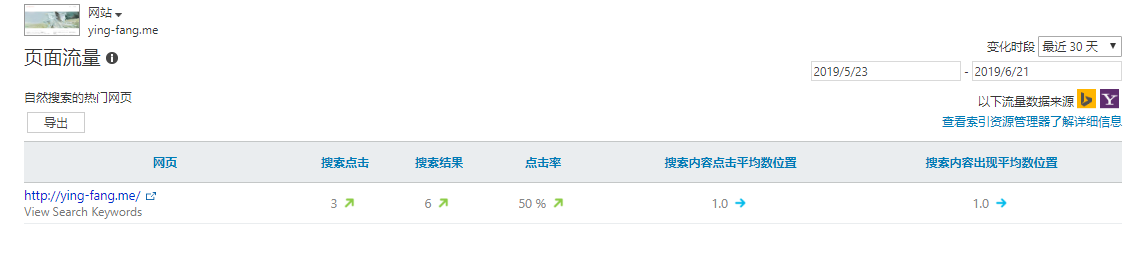 网站
ying-fang.me
页面流量
变化时段 最近 30 天
2019/5/23 - 2019/6/21
自然搜索的热门网页
以下流量数据来源
导出
查看索引资源管理器了解详细信息
网页 搜索点击 搜索结果 点击率 搜索内容点击平均数位置 搜索内容出现平均数位置
http://ying-fang.me/ 3 6 50 % 1.0 1.0
View Search Keywords